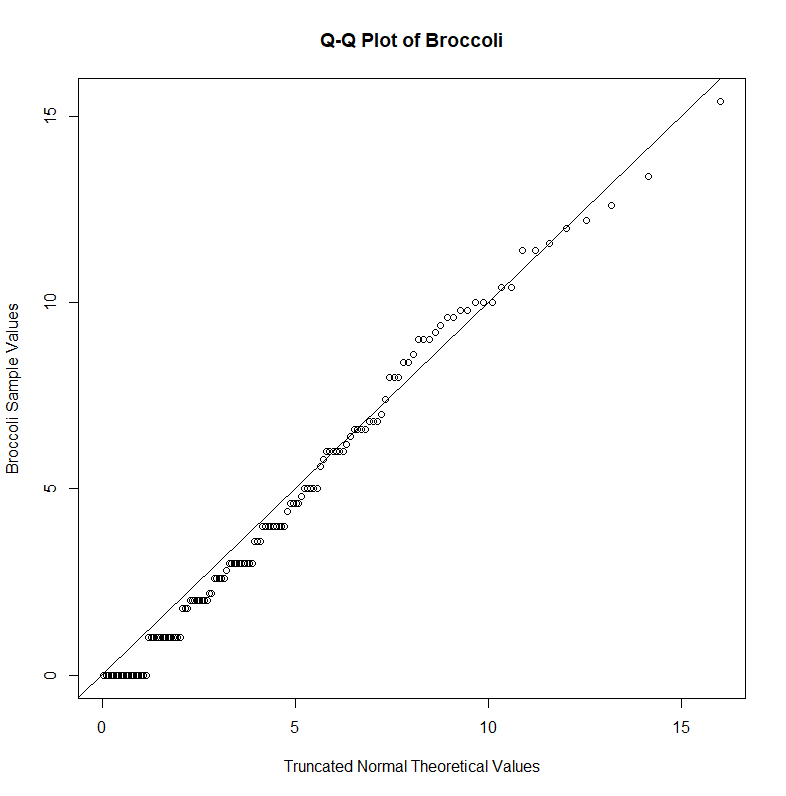 Q-Q Plot of Broccoli
15
10
5
0
Broccoli Sample Values
0 5 10 15
Truncated Normal Theoretical Values